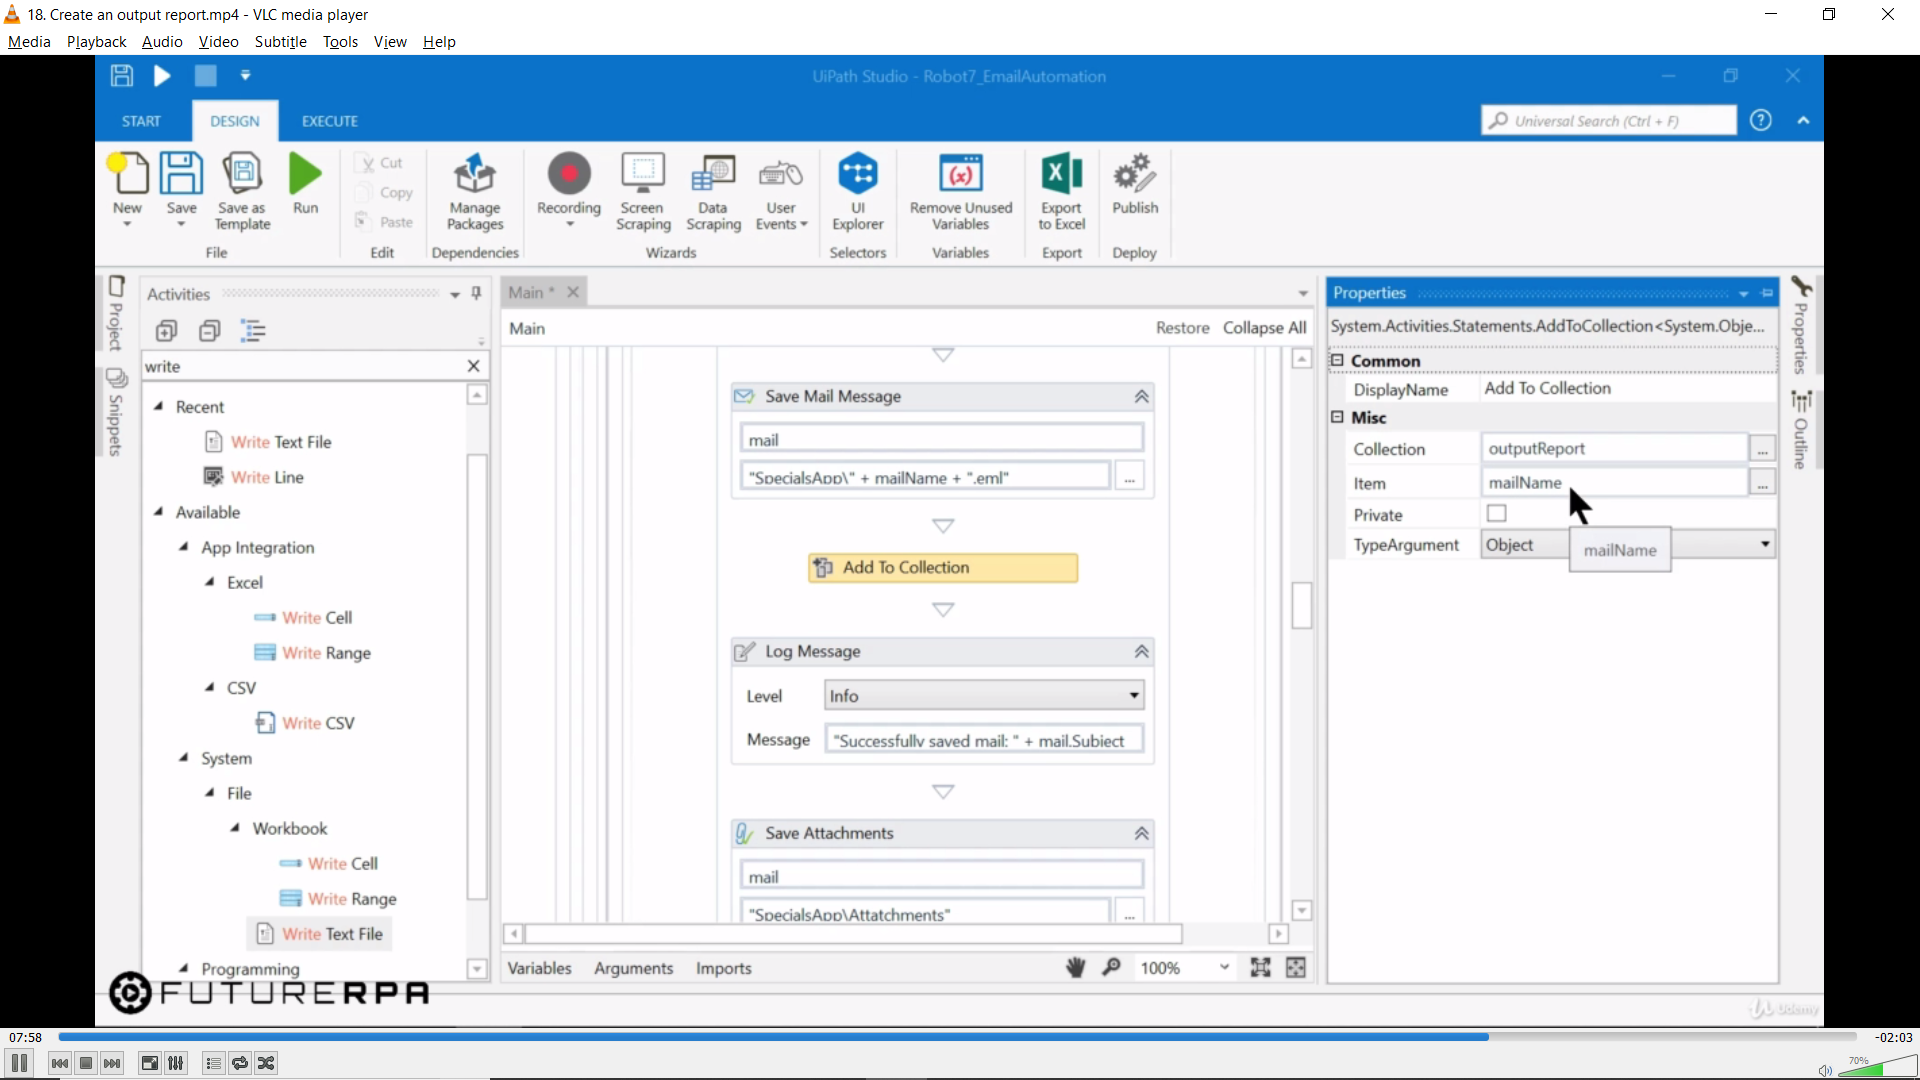 18. Create an output report.mp4 - VLC media player
Media Playback Audio Video Subtitle Tools View Help
UiPath Studio - Robot7_EmailAutomation
START DESIGN EXECUTE
Universal Search (Ctrl + F)
New Save Save as Template Run
File
Cut
Copy
Paste
Edit
Manage Packages
Dependencies
Recording Screen Scraping Data Scraping User Events
Wizards
UI Explorer
Selectors
Remove Unused Variables
Variables
Export to Excel
Export
Publish
Deploy
Project
Snippets
Activities
write
Recent
Write Text File
Write Line
Available
App Integration
Excel
Write Cell
Write Range
CSV
Write CSV
System
File
Workbook
Write Cell
Write Range
Write Text File
Programming
FUTURERPA
Main *
Main Restore Collapse All
Save Mail Message
mail
"SpecialsApp\" + mailName + ".eml"
...
Add To Collection
Log Message
Level Info
Message "Successfully saved mail: " + mail.Subject
Save Attachments
mail
"SpecialsApp\Attatchments"
...
Variables Arguments Imports
100%
Properties
System.Activities.Statements.AddToCollection<System.Obje...
Common
DisplayName Add To Collection
Misc
Collection outputReport ...
Item mailName ...
Private
TypeArgument Object
mailName
Properties
Outline
Udemy
07:58 -02:03
70%